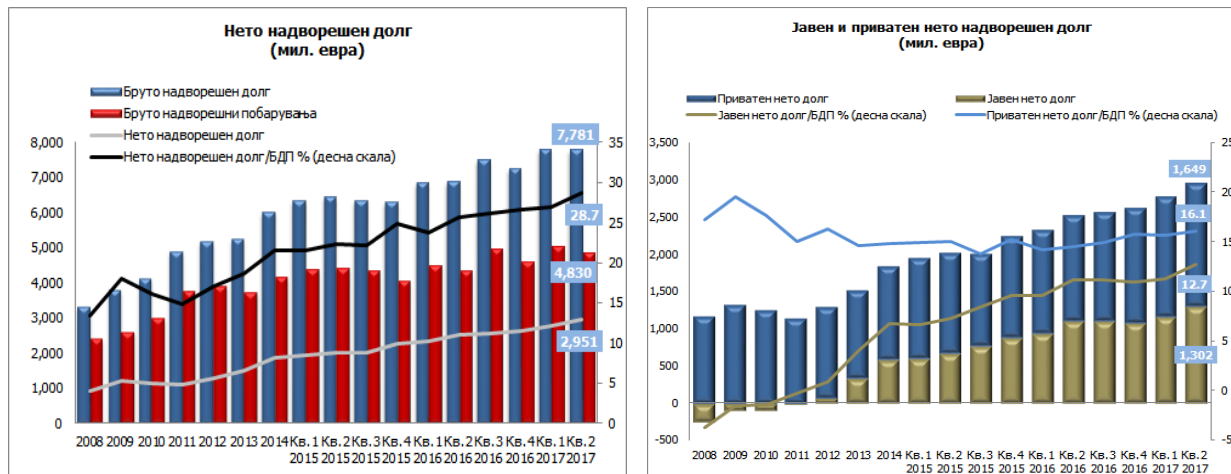 Нето надворешен долг
(мил. евра)
Бруто надворешен долг
Бруто надворешни побарувања
Нето надворешен долг
Нето надворешен долг/БДП % (десна скала)
8,000
7,000
6,000
5,000
4,000
3,000
2,000
1,000
0
35
30
25
20
15
10
5
0
7,781
28.7
4,830
2,951
2008 2009 2010 2011 2012 2013 2014 Кв. 1 Кв. 2 Кв. 3 Кв. 4 Кв. 1 Кв. 2 Кв. 3 Кв. 4 Кв. 1 Кв. 2
2015 2015 2015 2015 2016 2016 2016 2016 2017 2017
Јавен и приватен нето надворешен долг
(мил. евра)
Приватен нето долг Јавен нето долг
Јавен нето долг/БДП % (десна скала) Приватен нето долг/БДП % (десна скала)
3,500
3,000
2,500
2,000
1,500
1,000
500
0
-500
25
20
15
10
5
0
-5
1,649
16.1
12.7
1,302
2008 2009 2010 2011 2012 2013 2014 Кв. 1 Кв. 2 Кв. 3 Кв. 4 Кв. 1 Кв. 2 Кв. 3 Кв. 4 Кв. 1 Кв. 2
2015 2015 2015 2015 2016 2016 2016 2016 2017 2017